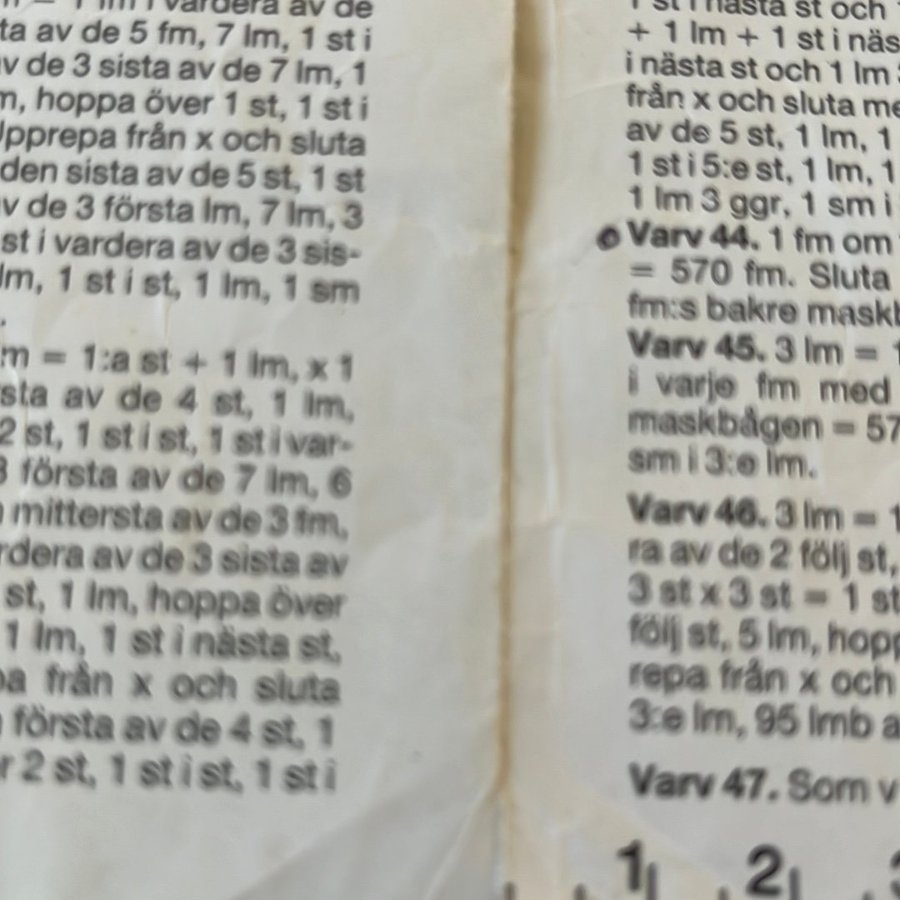 1 lm i vardera av de
ta av de 5 fm, 7 lm, 1 st i
v de 3 sista av de 7 lm, 1
m, hoppa över 1 st, 1 st i
Upprepa från x och sluta
den sista av de 5 st, 1 st
v de 3 första lm, 7 lm, 3
st i vardera av de 3 sis-
lm, 1 st i st, 1 lm, 1 sm
.
m = 1:a st + 1 lm, x 1
sta av de 4 st, 1 lm,
2 st, 1 st i st, 1 st i var-
3 första av de 7 lm, 6
mittersta av de 3 fm,
rdera av de 3 sista av
st, 1 lm, hoppa över
1 lm, 1 st i nästa st,
pa från x och sluta
första av de 4 st, 1
r 2 st, 1 st i st, 1 st i
1 st i nästa st och
+ 1 lm + 1 st i näs
i nästa st och 1 lm
från x och sluta me
av de 5 st, 1 lm, 1
1 st i 5:e st, 1 lm, 1
1 lm 3 ggr, 1 sm i
Varv 44. 1 fm om
= 570 fm. Sluta
fm:s bakre maskb
Varv 45. 3 lm = 1
i varje fm med
maskbågen = 57
sm i 3:e lm.
Varv 46. 3 lm = 1
ra av de 2 följ st,
3 st x 3 st = 1 st
följ st, 5 lm, hopp
repa från x och
3:e lm, 95 lmb a
Varv 47. Som v
1 2